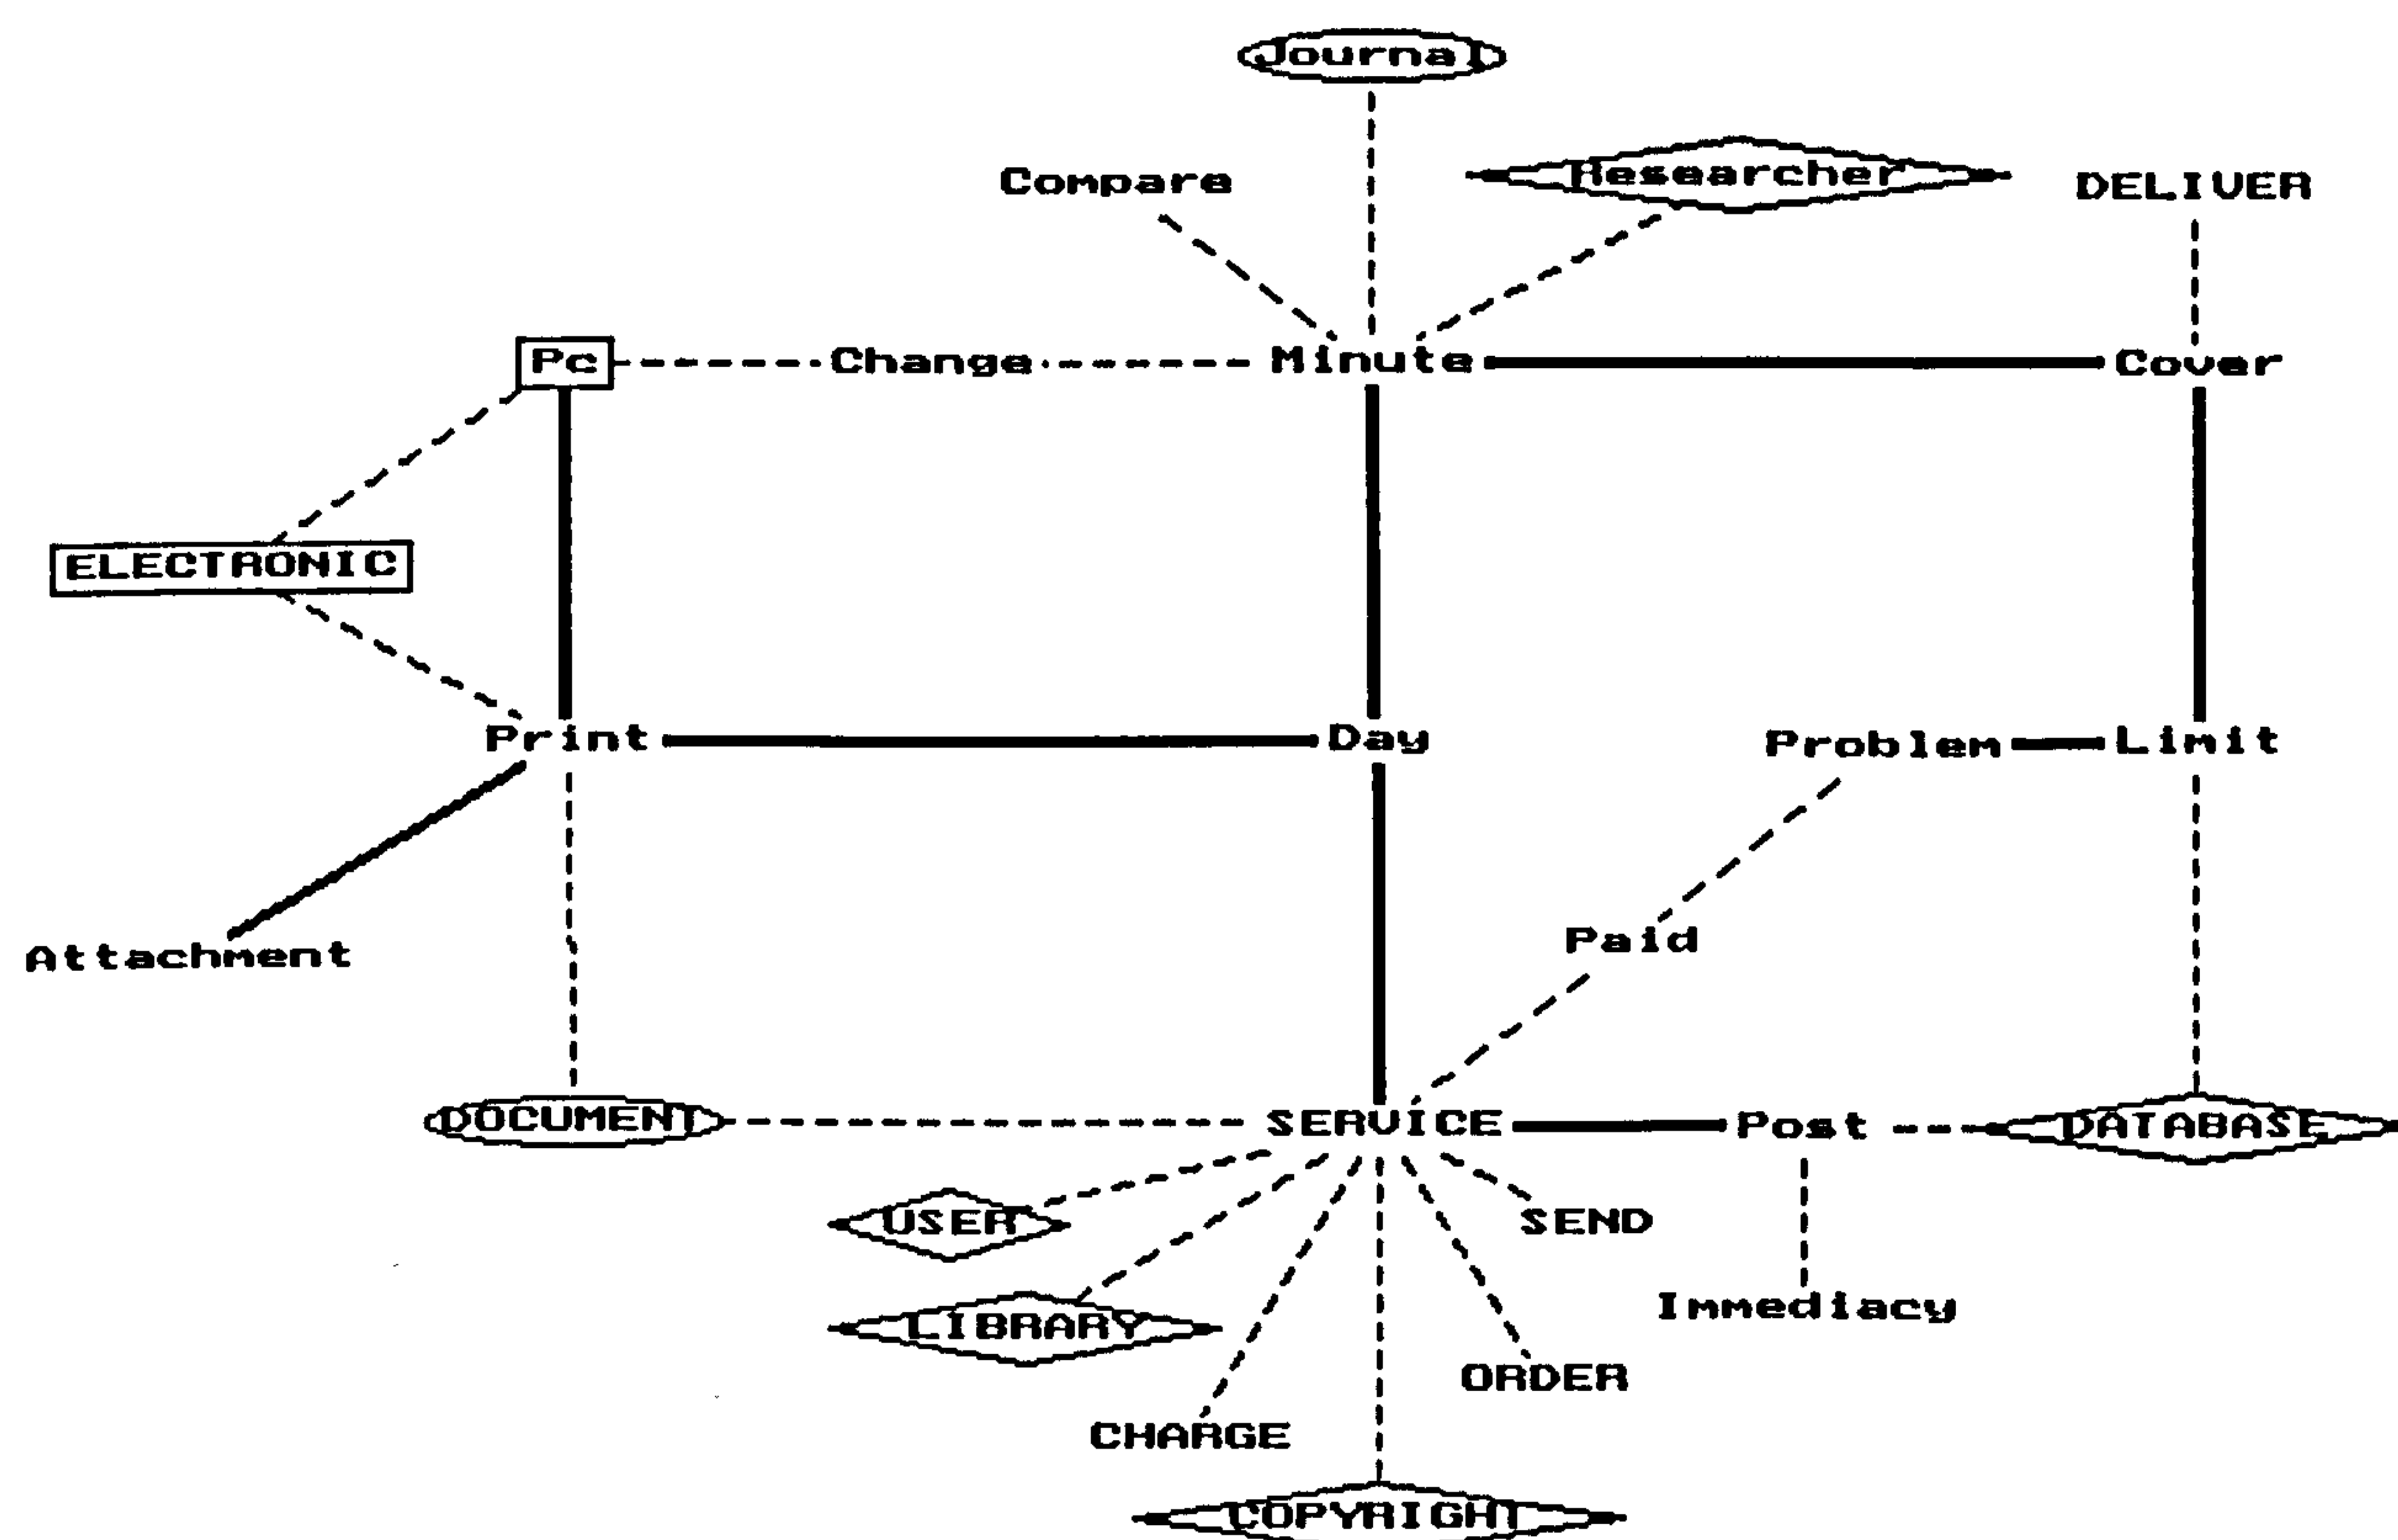 Journal
Compare
Researcher
DELIVER
Pc
Change
Minute
Cover
ELECTRONIC
Print
Day
Problem
Limit
Paid
Attachment
DOCUMENT
SERVICE
Post
DATABASE
USER
SEND
Immediacy
LIBRARY
ORDER
CHARGE
COPYRIGHT